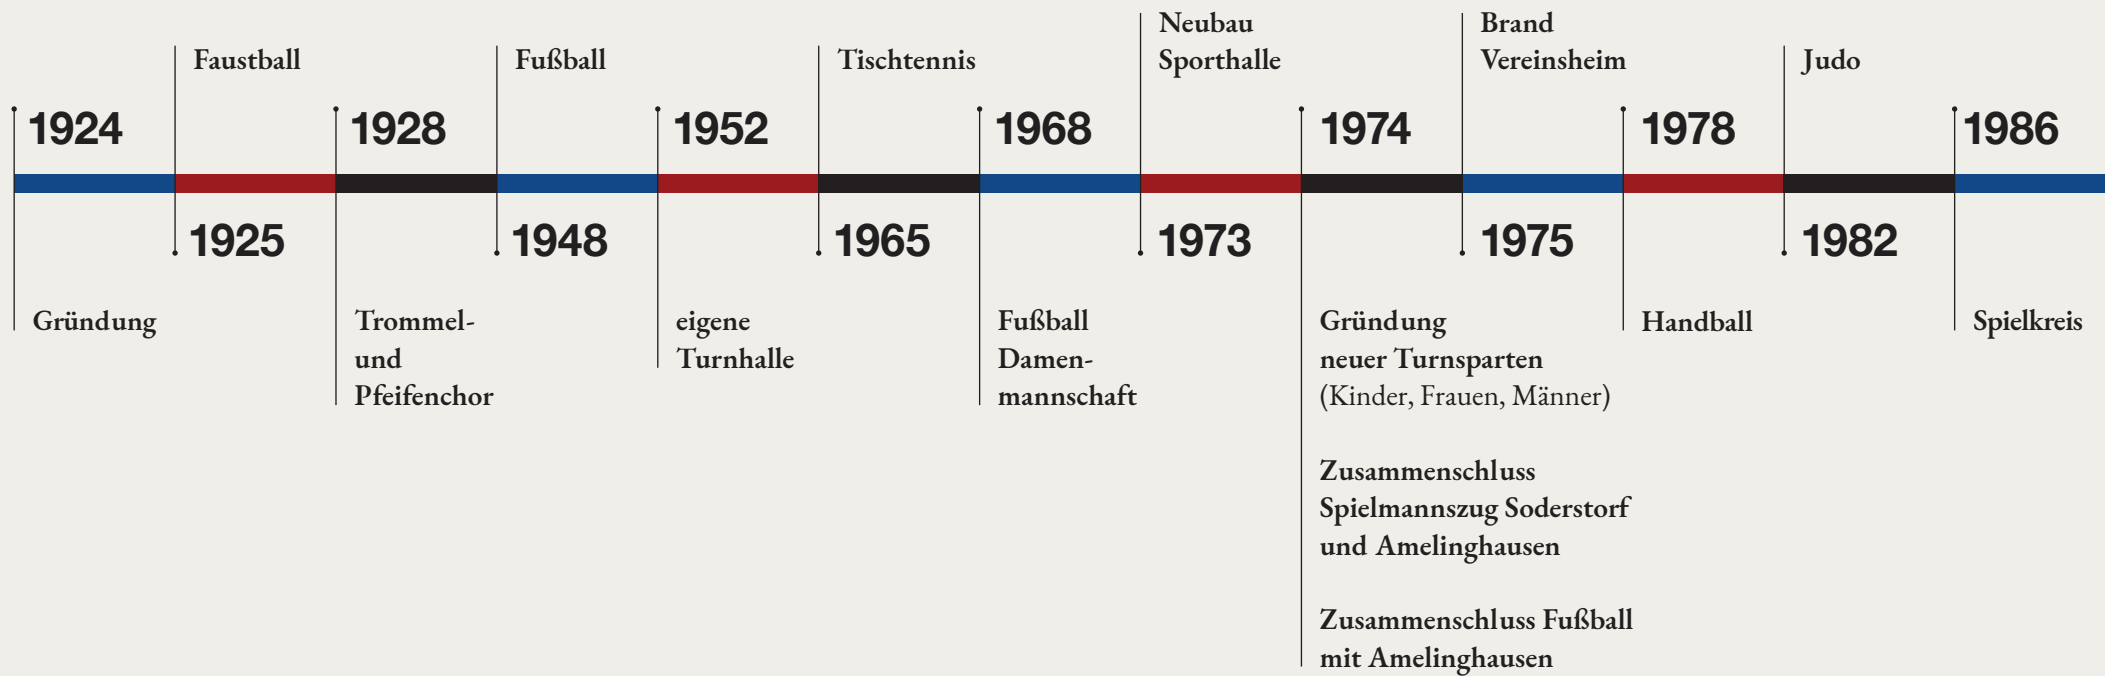 1924
Gründung
Faustball
1925
1928
Trommel-
und
Pfeifenchor
Fußball
1948
1952
eigene
Turnhalle
Tischtennis
1965
1968
Fußball
Damen-
mannschaft
Neubau
Sporthalle
1973
1974
Gründung
neuer Turnsparten
(Kinder, Frauen, Männer)
Zusammenschluss
Spielmannszug Soderstorf
und Amelinghausen
Zusammenschluss Fußball
mit Amelinghausen
Brand
Vereinsheim
1975
1978
Handball
Judo
1982
1986
Spielkreis